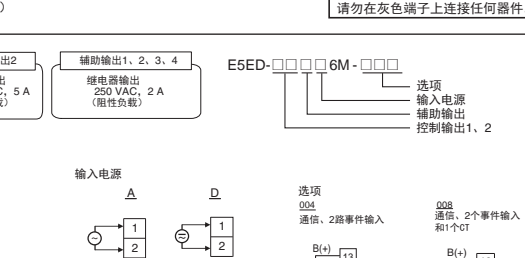 )
请勿在灰色端子上连接任何器件
出2
辅助输出1、2、3、4
继电器输出
250 VAC，2 A
（阻性负载）
出
C，5 A
载）
E5ED-□□□□6M-□□□
选项
输入电源
辅助输出
控制输出1、2
输入电源
A
D
1
2
1
2
选项
004
通信、2路事件输入
B(+)
13
008
通信、2个事件输入
和1个CT
B(+)